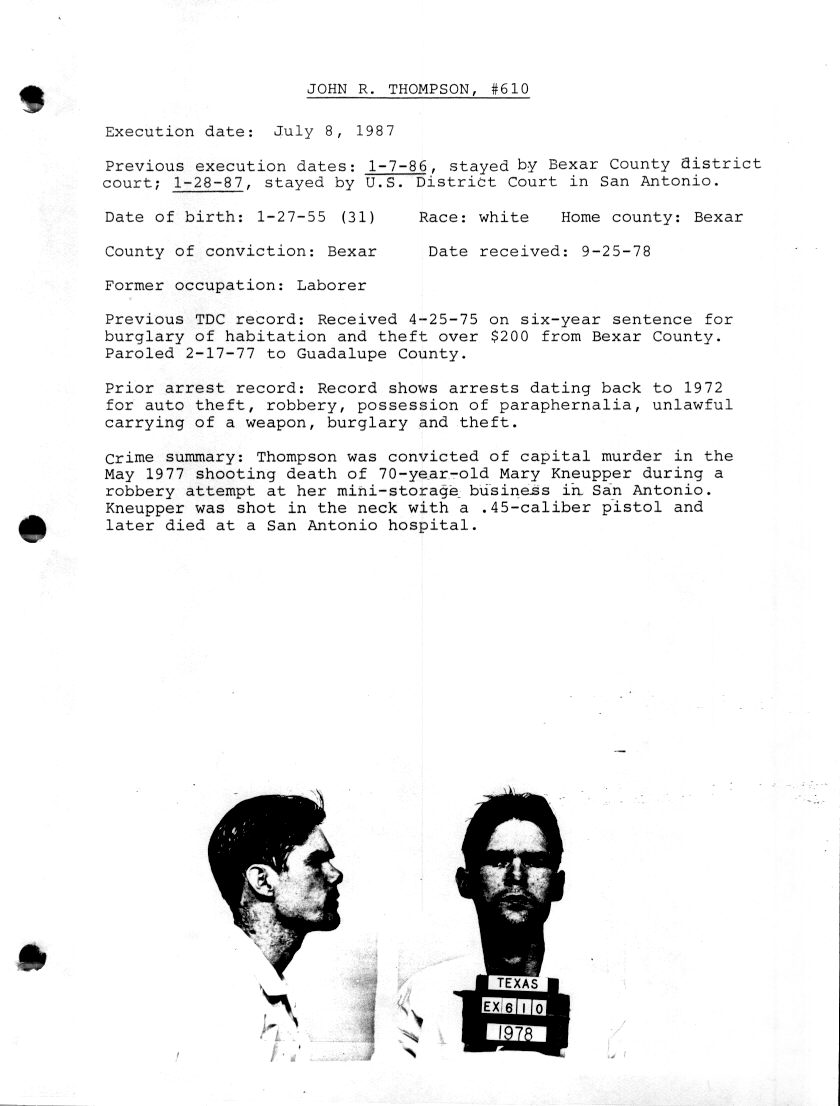 JOHN R. THOMPSON, #610
Execution date: July 8, 1987
Previous execution dates: 1-7-86, stayed by Bexar County district
court; 1-28-87, stayed by U.S. District Court in San Antonio.
Date of birth: 1-27-55 (31) Race: white Home county: Bexar
County of conviction: Bexar Date received: 9-25-78
Former occupation: Laborer
Previous TDC record: Received 4-25-75 on six-year sentence for
burglary of habitation and theft over $200 from Bexar County.
Paroled 2-17-77 to Guadalupe County.
Prior arrest record: Record shows arrests dating back to 1972
for auto theft, robbery, possession of paraphernalia, unlawful
carrying of a weapon, burglary and theft.
Crime summary: Thompson was convicted of capital murder in the
May 1977 shooting death of 70-year-old Mary Kneupper during a
robbery attempt at her mini-storage business in San Antonio.
Kneupper was shot in the neck with a .45-caliber pistol and
later died at a San Antonio hospital.
TEXAS
EX 610
1978